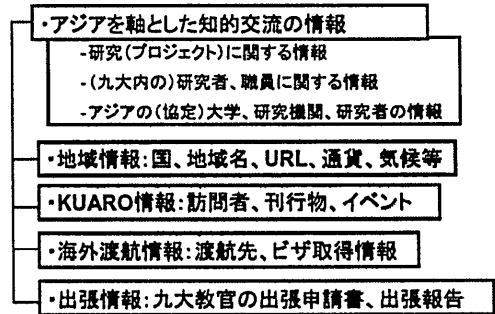 ・アジアを軸とした知的交流の情報
-研究(プロジェクト)に関する情報
-(九大内の)研究者、職員に関する情報
-アジアの(協定)大学、研究機関、研究者の情報
・地域情報:国、地域名、URL、通貨、気候等
・KUARO情報:訪問者、刊行物、イベント
・海外渡航情報:渡航先、ビザ取得情報
・出張情報:九大教官の出張申請書、出張報告